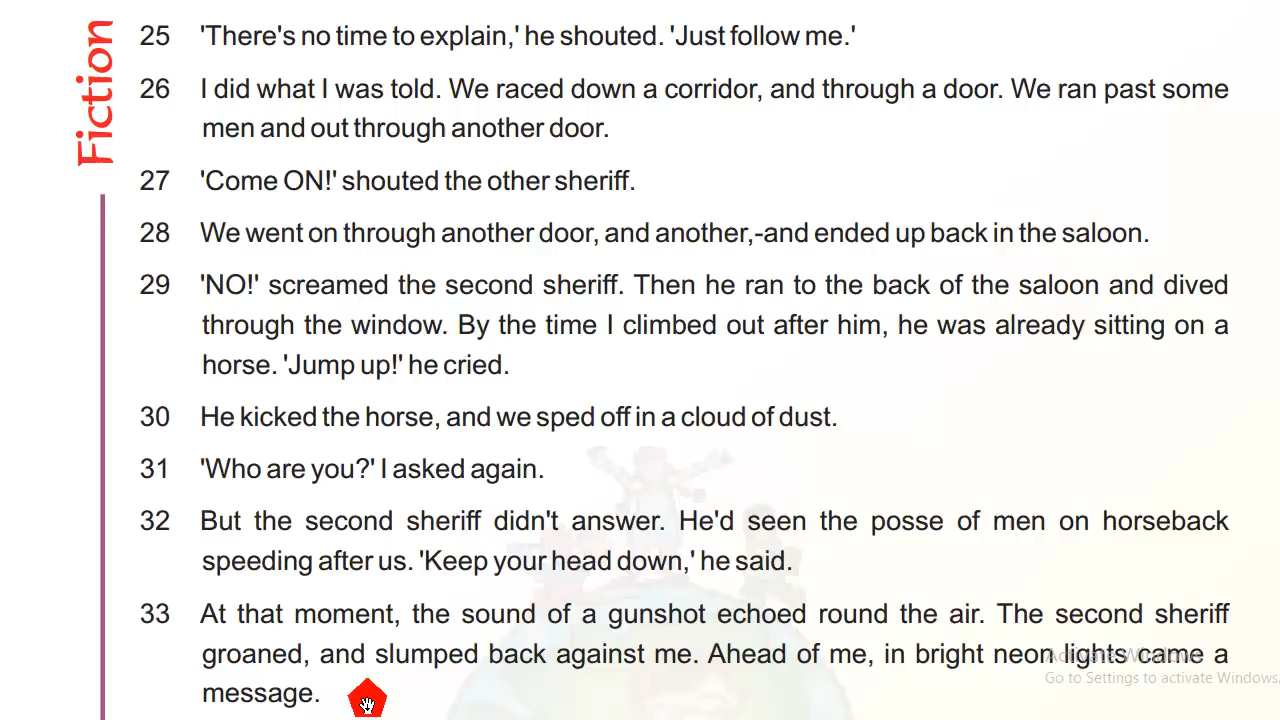 Fiction
25 'There's no time to explain,' he shouted. 'Just follow me.'
26 I did what I was told. We raced down a corridor, and through a door. We ran past some
men and out through another door.
27 'Come ON!' shouted the other sheriff.
28 We went on through another door, and another,-and ended up back in the saloon.
29 'NO!' screamed the second sheriff. Then he ran to the back of the saloon and dived
through the window. By the time I climbed out after him, he was already sitting on a
horse. 'Jump up!' he cried.
30 He kicked the horse, and we sped off in a cloud of dust.
31 'Who are you?' I asked again.
32 But the second sheriff didn't answer. He'd seen the posse of men on horseback
speeding after us. 'Keep your head down,' he said.
33 At that moment, the sound of a gunshot echoed round the air. The second sheriff
groaned, and slumped back against me. Ahead of me, in bright neon lights came a
message.
Activate Windows
Go to Settings to activate Windows.